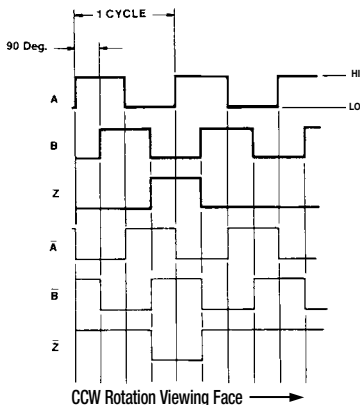 1 CYCLE
90 Deg.
HI
A
LO
B
Z
A̅
B̅
Z̅
CCW Rotation Viewing Face